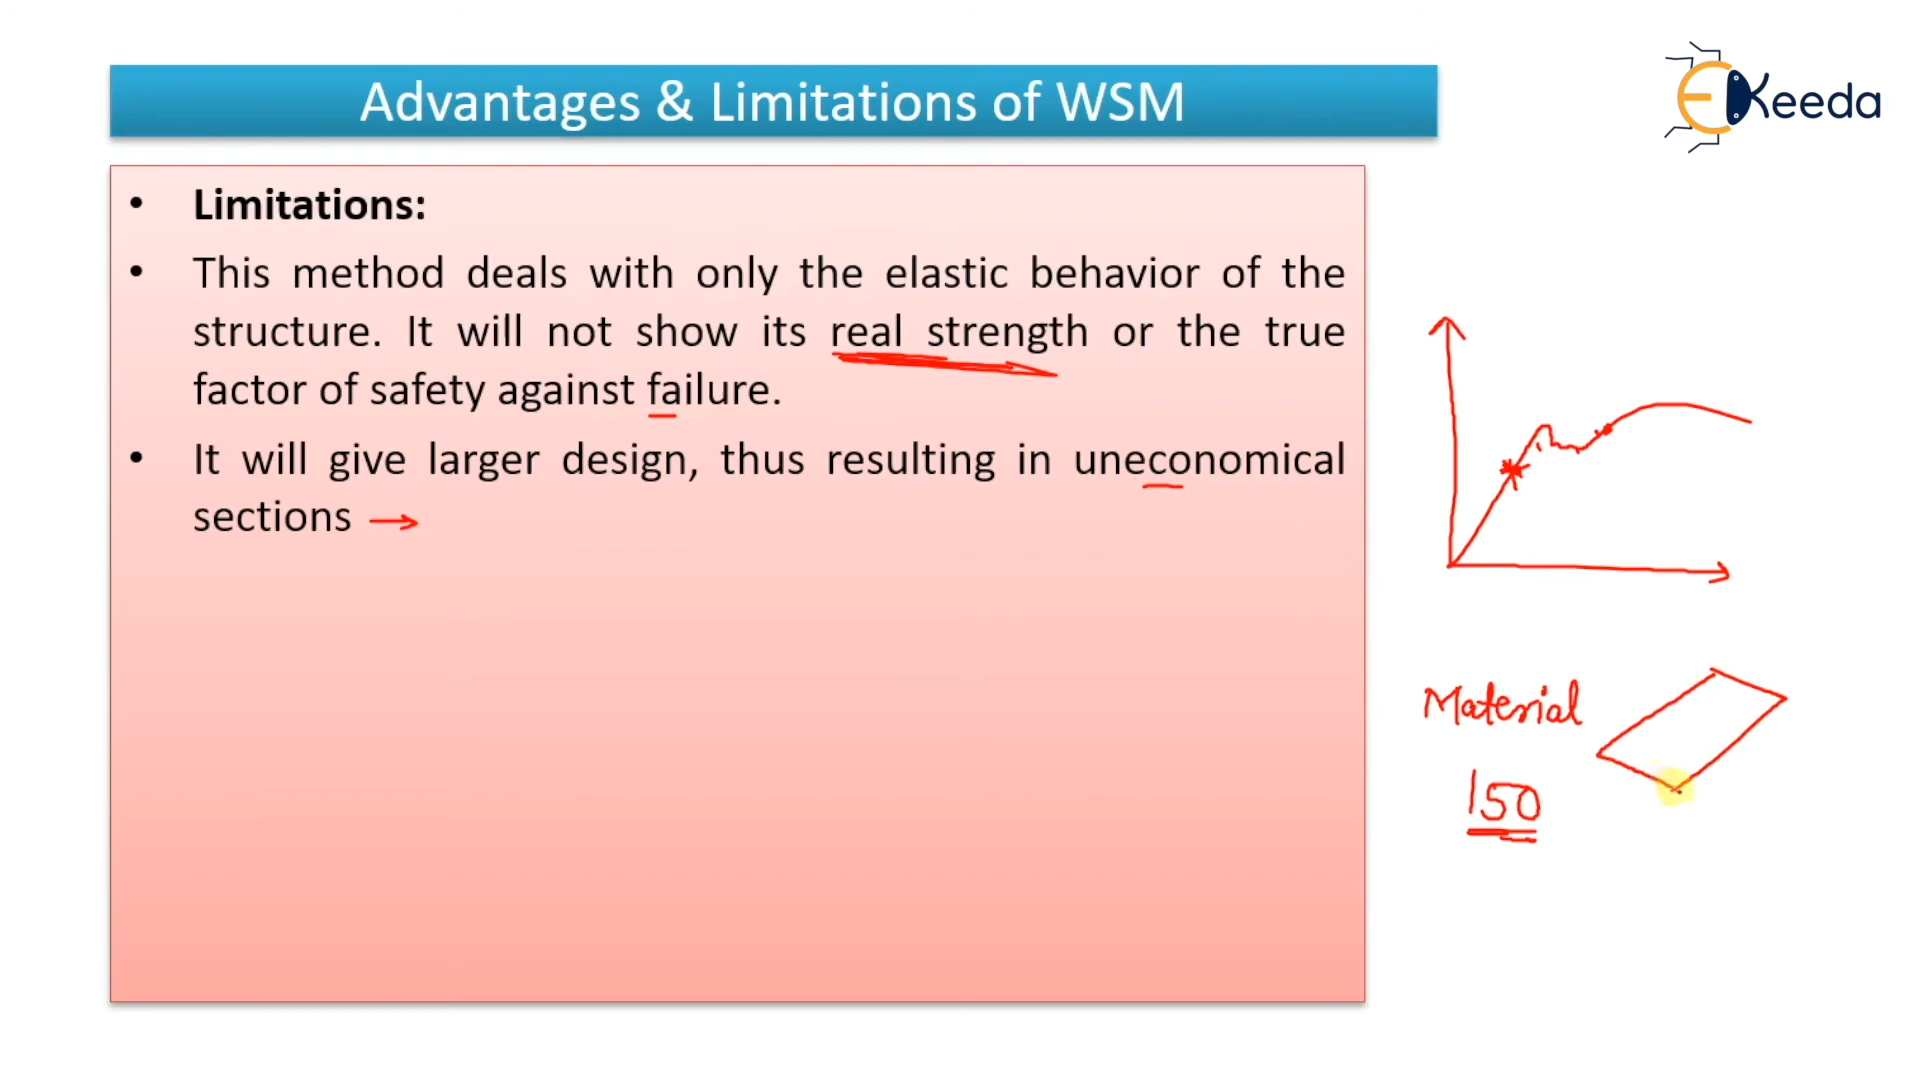 Advantages & Limitations of WSM
EKeeda
• Limitations:
• This method deals with only the elastic behavior of the
structure. It will not show its real strength or the true
factor of safety against failure.
• It will give larger design, thus resulting in uneconomical
sections →
Material
150